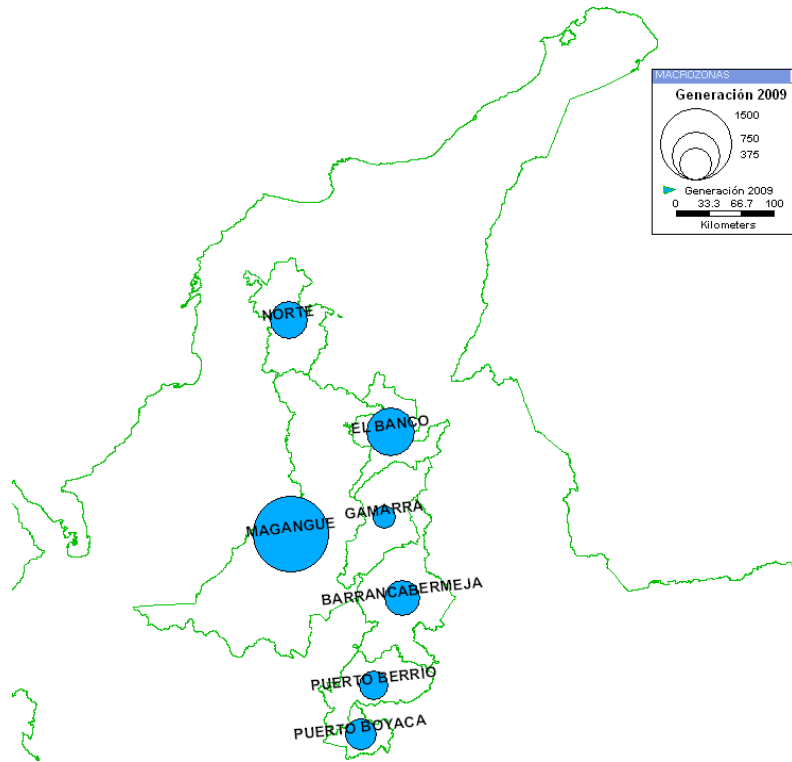 MACROZONAS
Generación 2009
1500
750
375
Generación 2009
0 33.3 66.7 100
Kilometers
NORTE
EL BANCO
GAMARRA
MAGANGUE
BARRANCABERMEJA
PUERTO BERRIO
PUERTO BOYACA